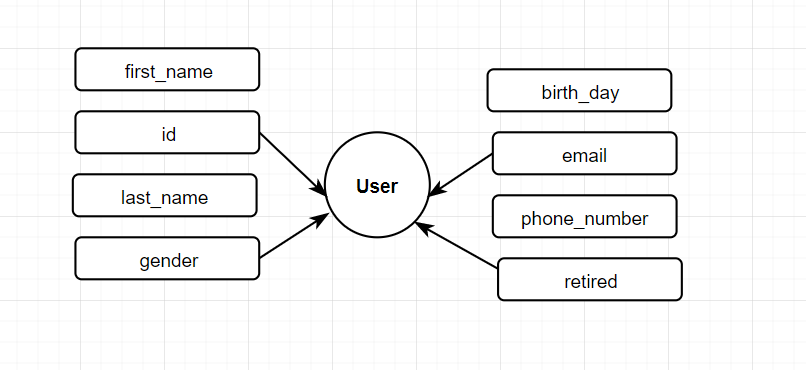 first_name
id
last_name
gender
User
birth_day
email
phone_number
retired